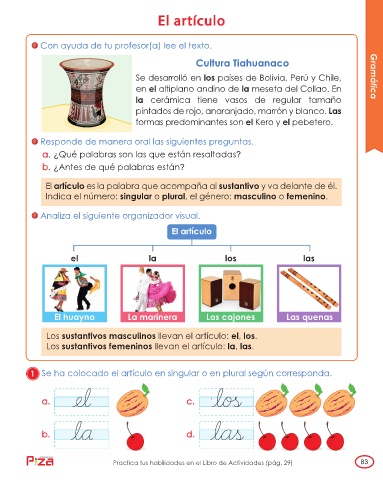 El artículo
Con ayuda de tu profesor(a) lee el texto.
Cultura Tiahuanaco
Se desarrolló en los países de Bolivia, Perú y Chile,
en el altiplano andino de la meseta del Collao. En
la cerámica tiene vasos de regular tamaño
pintados de rojo, anaranjado, marrón y blanco. Las
formas predominantes son el Kero y el pebetero.
Gramática
Responde de manera oral las siguientes preguntas.
a. ¿Qué palabras son las que están resaltadas?
b. ¿Antes de qué palabras están?
El artículo es la palabra que acompaña al sustantivo y va delante de él.
Indica el número: singular o plural, el género: masculino o femenino.
Analiza el siguiente organizador visual.
El artículo
el la los las
El huayno La marinera Los cajones Las quenas
Los sustantivos masculinos llevan el artículo: el, los.
Los sustantivos femeninos llevan el artículo: la, las.
1 Se ha colocado el artículo en singular o en plural según corresponda.
a. el c. los
b. la d. las
P:za Practica tus habilidades en el Libro de Actividades (pág. 29) 83